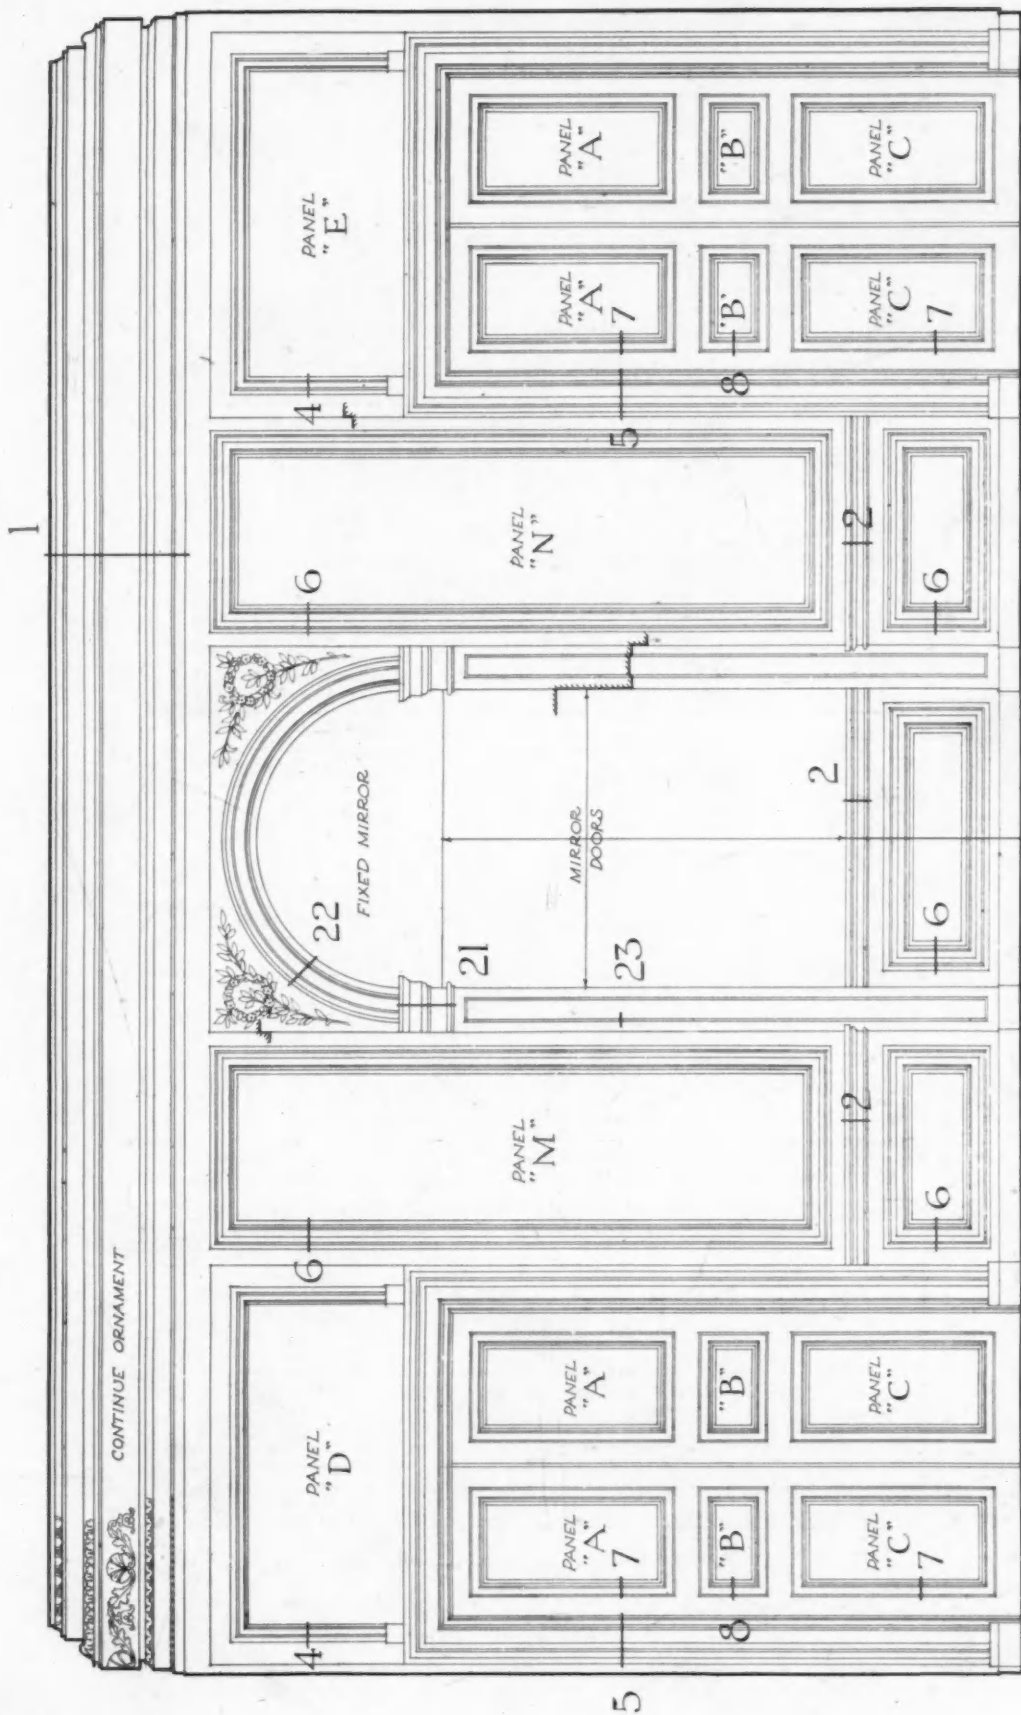 1
CONTINUE ORNAMENT
4
PANEL
"D"
6
PANEL
"M"
22
FIXED MIRROR
21
6
PANEL
"N"
4
PANEL
"E"
5
PANEL
"A"
7
PANEL
"A"
23
MIRROR
DOORS
5
PANEL
"A"
7
PANEL
"A"
8
"B"
"B"
12
2
12
8
"B"
"B"
PANEL
"C"
7
PANEL
"C"
6
6
6
PANEL
"C"
7
PANEL
"C"